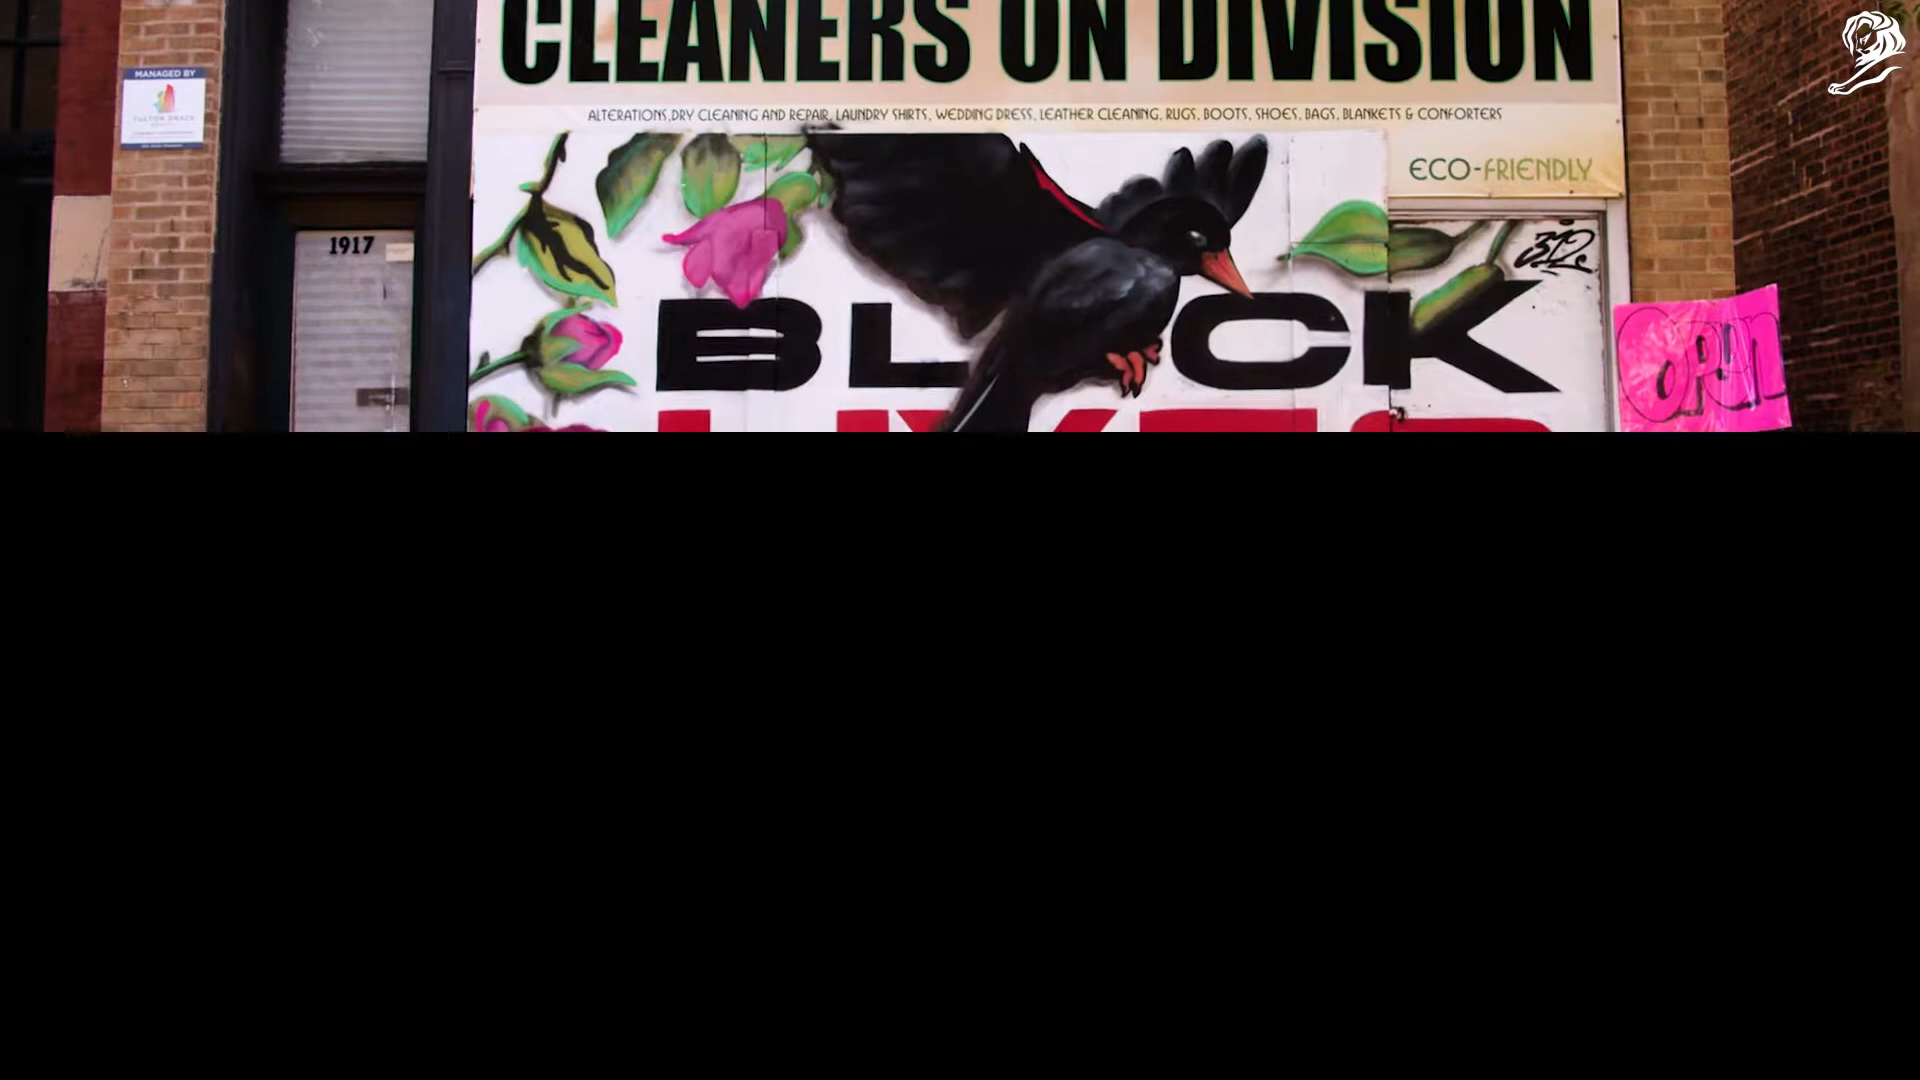 CLEANERS ON DIVISION
MANAGED BY
ALTERATIONS,DRY CLEANING AND REPAIR, LAUNDRY SHIRTS, WEDDING DRESS, LEATHER CLEANING, RUGS, BOOTS, SHOES, BAGS, BLANKETS & CONFORTERS
ECO-FRIENDLY
1917
312
BL CK
OPEN
LIVES